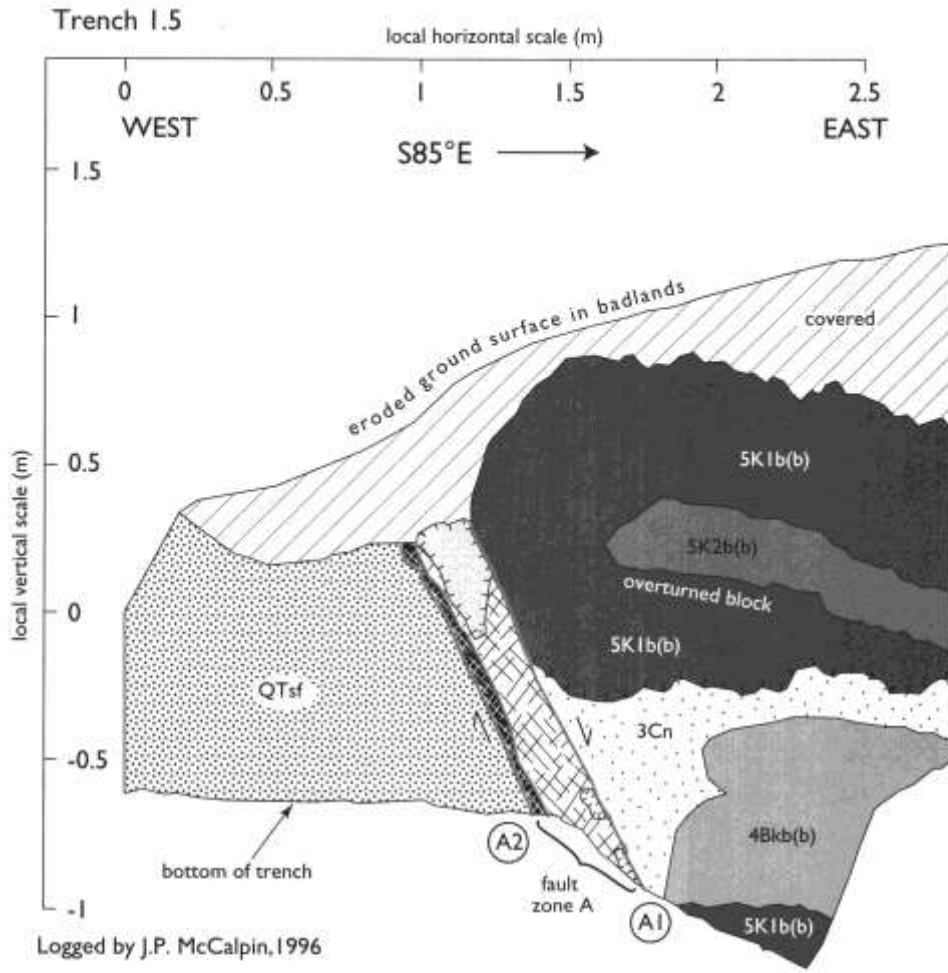 Trench 1.5
local horizontal scale (m)
0 0.5 1 1.5 2 2.5
WEST EAST
S85°E
local vertical scale (m)
1.5
1
0.5
0
-0.5
-1
eroded ground surface in badlands
covered
5K1b(b)
5K2b(b)
overturned block
5K1b(b)
QTsf
3Cn
4Bkb(b)
A2
bottom of trench
fault
zone A
A1
5K1b(b)
Logged by J.P. McCalpin, 1996